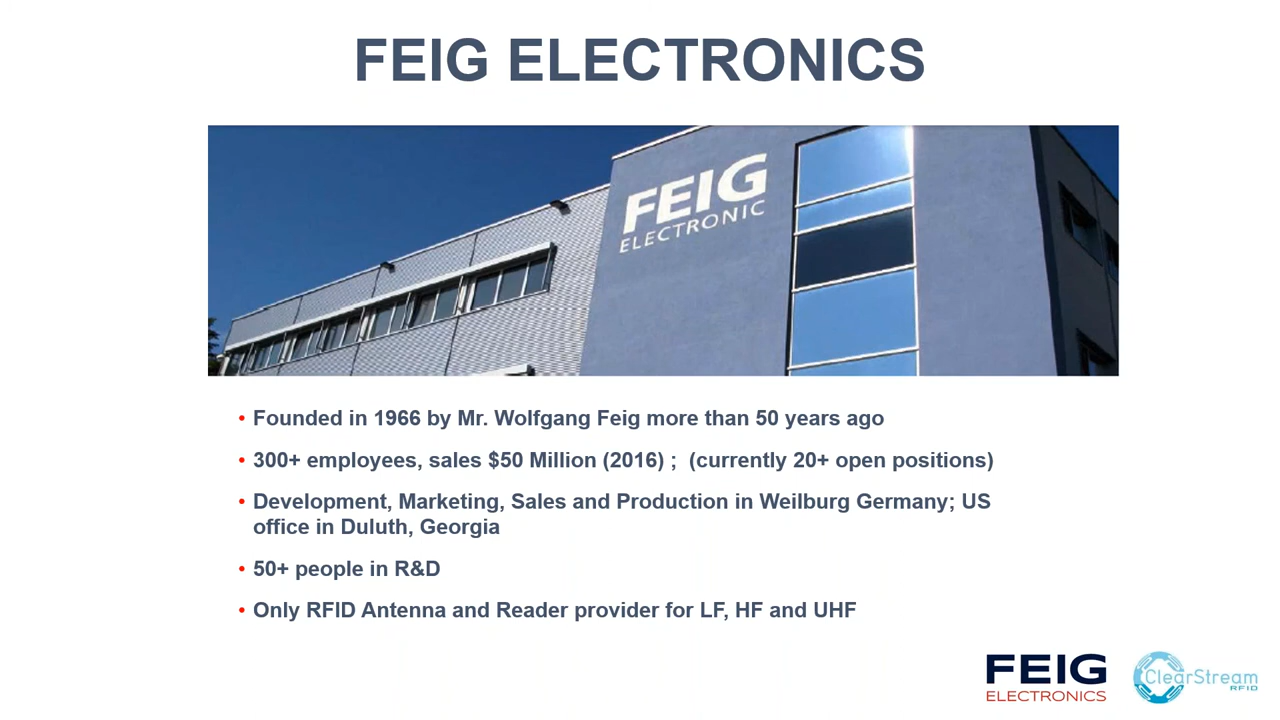 FEIG ELECTRONICS
FEIG
ELECTRONIC
• Founded in 1966 by Mr. Wolfgang Feig more than 50 years ago
• 300+ employees, sales $50 Million (2016) ; (currently 20+ open positions)
• Development, Marketing, Sales and Production in Weilburg Germany; US
office in Duluth, Georgia
• 50+ people in R&D
• Only RFID Antenna and Reader provider for LF, HF and UHF
FEIG
ELECTRONICS
ClearStream
RFID